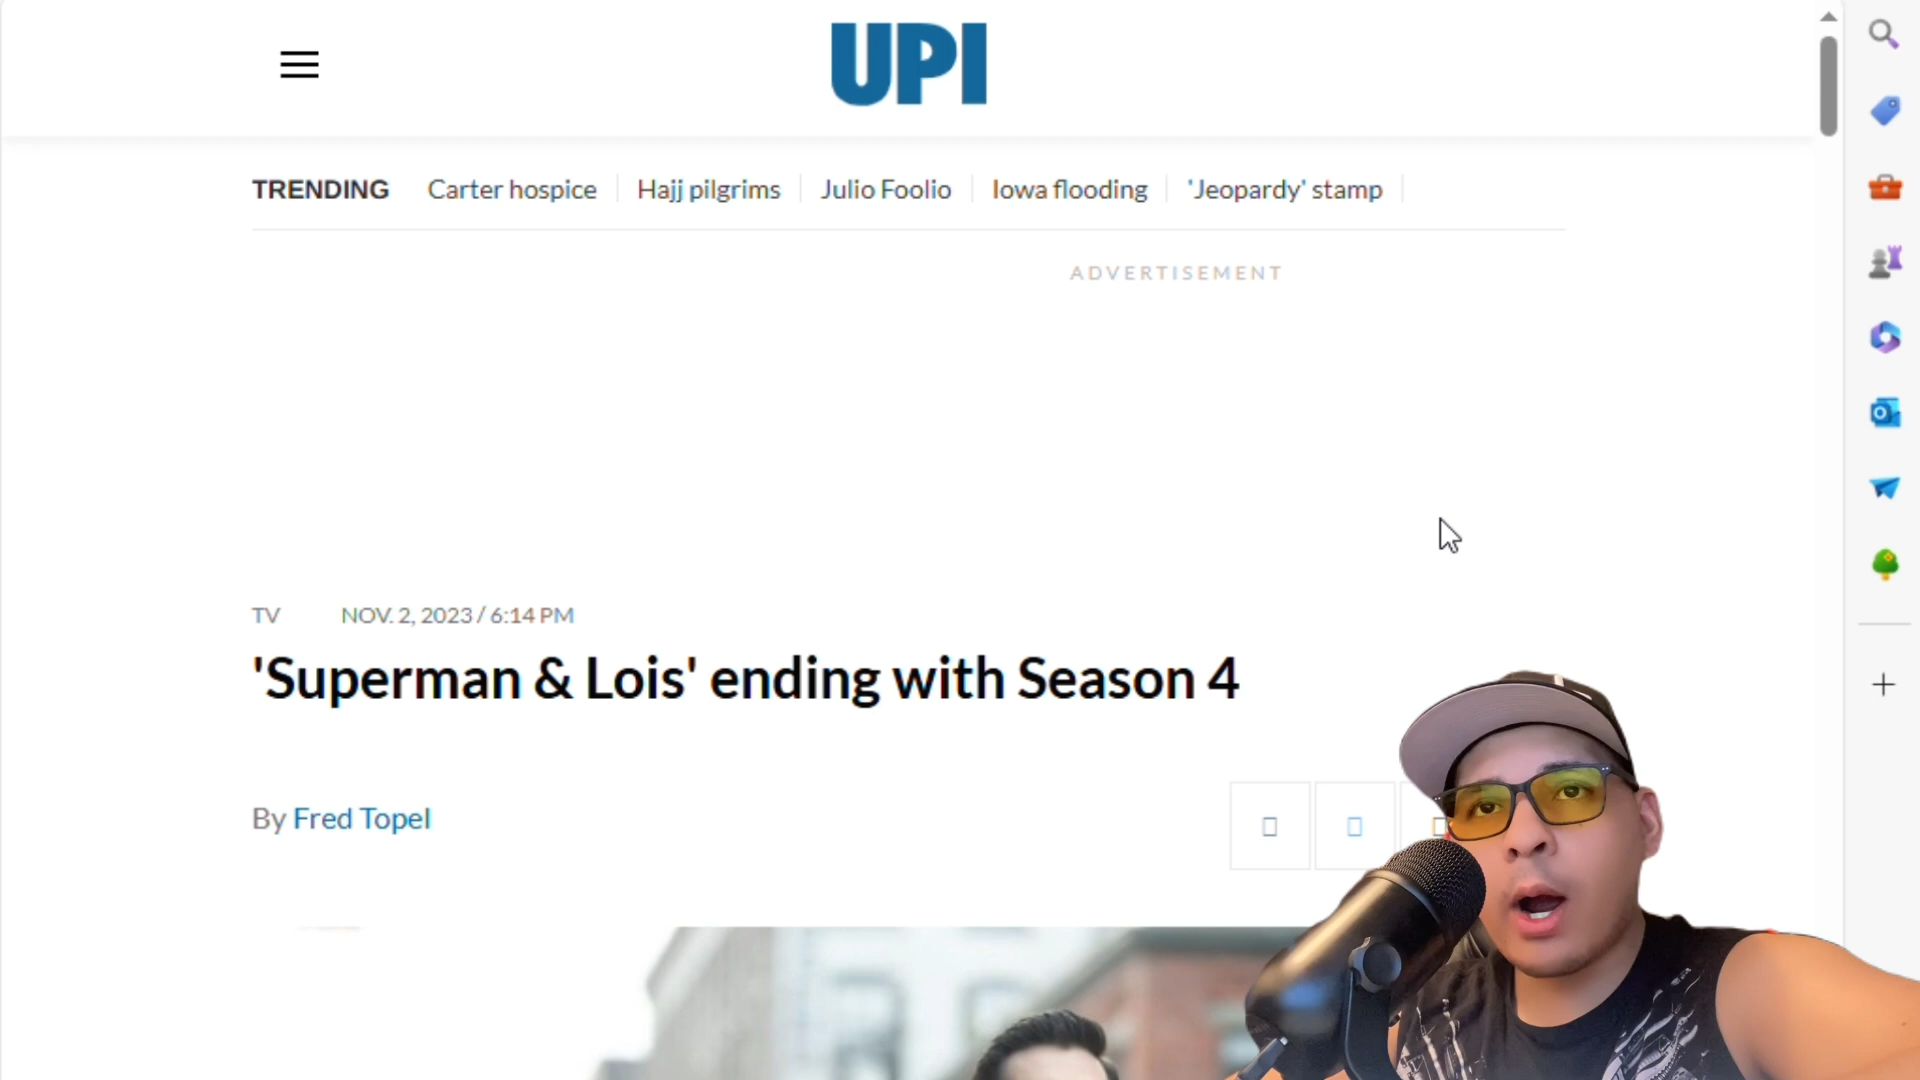 UPI
TRENDING Carter hospice Hajj pilgrims Julio Foolio Iowa flooding 'Jeopardy' stamp
ADVERTISEMENT
TV NOV. 2, 2023 / 6:14 PM
'Superman & Lois' ending with Season 4
By Fred Topel